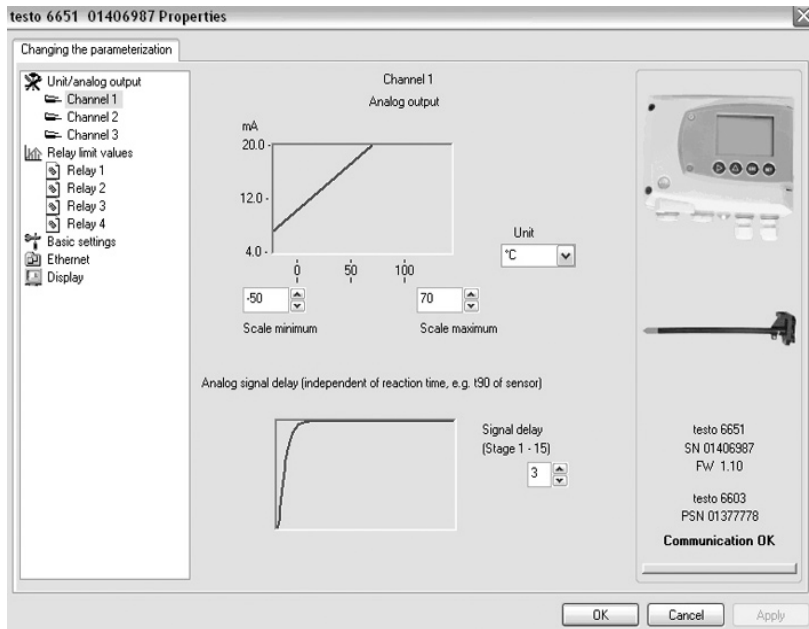 testo 6651 01406987 Properties
Changing the parameterization
Unit/analog output
Channel 1
Channel 2
Channel 3
Relay limit values
Relay 1
Relay 2
Relay 3
Relay 4
Basic settings
Ethernet
Display
Channel 1
Analog output
mA
20.0
12.0
4.0
0 50 100
Unit
°C
-50
70
Scale minimum
Scale maximum
Analog signal delay (independent of reaction time, e.g. t90 of sensor)
Signal delay
(Stage 1 - 15)
3
testo 6651
SN 01406987
FW 1.10
testo 6603
PSN 01377778
Communication OK
OK Cancel Apply